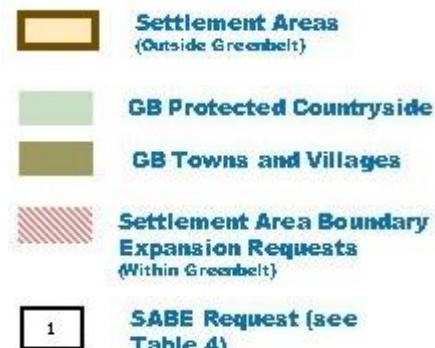 Settlement Areas
(Outside Greenbelt)
GB Protected Countryside
GB Towns and Villages
Settlement Area Boundary
Expansion Requests
(Within Greenbelt)
1
SABE Request (see
Table 4)